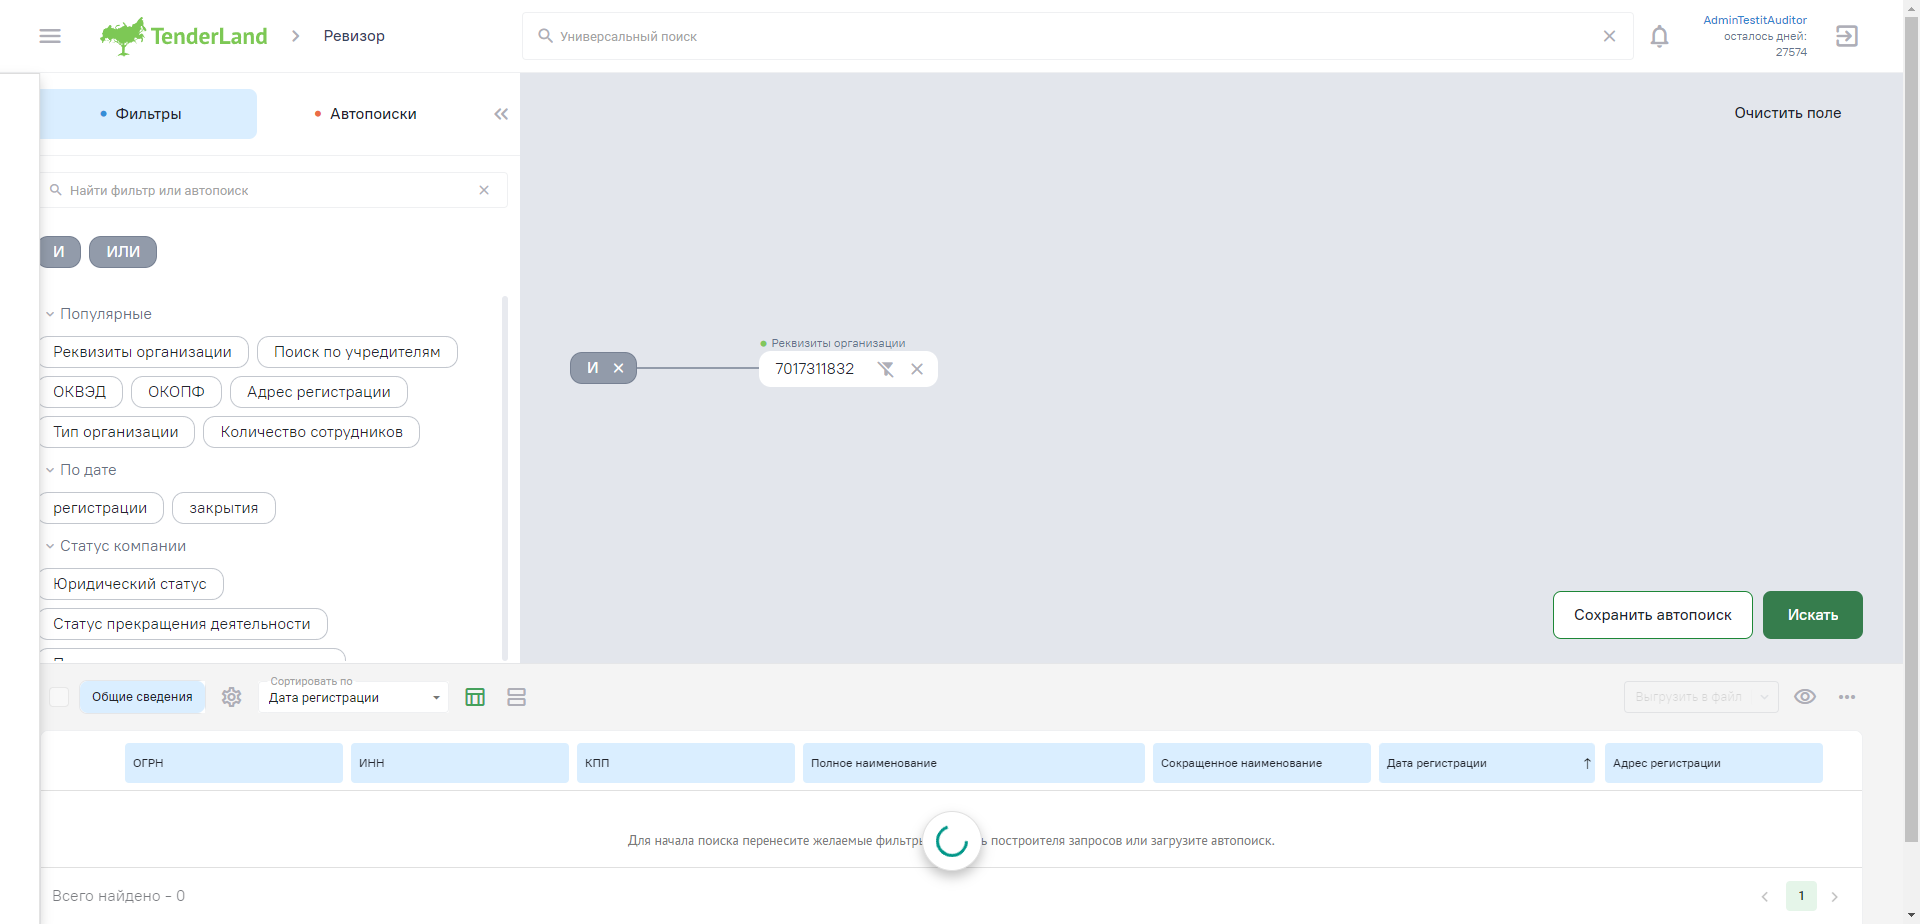 TenderLand
Ревизор
Универсальный поиск
AdminTestitAuditor
осталось дней:
27574
Фильтры
Автопоиски
Очистить поле
Найти фильтр или автопоиск
И
ИЛИ
Популярные
Реквизиты организации
Поиск по учредителям
ОКВЭД
ОКОПФ
Адрес регистрации
Тип организации
Количество сотрудников
По дате
регистрации
закрытия
Статус компании
Юридический статус
Статус прекращения деятельности
И
Реквизиты организации
7017311832
Сохранить автопоиск
Искать
Общие сведения
Сортировать по
Дата регистрации
Выгрузить в файл
ОГРН
ИНН
КПП
Полное наименование
Сокращенное наименование
Дата регистрации
Адрес регистрации
Для начала поиска перенесите желаемые построителя запросов или загрузите автопоиск.
Всего найдено - 0
1